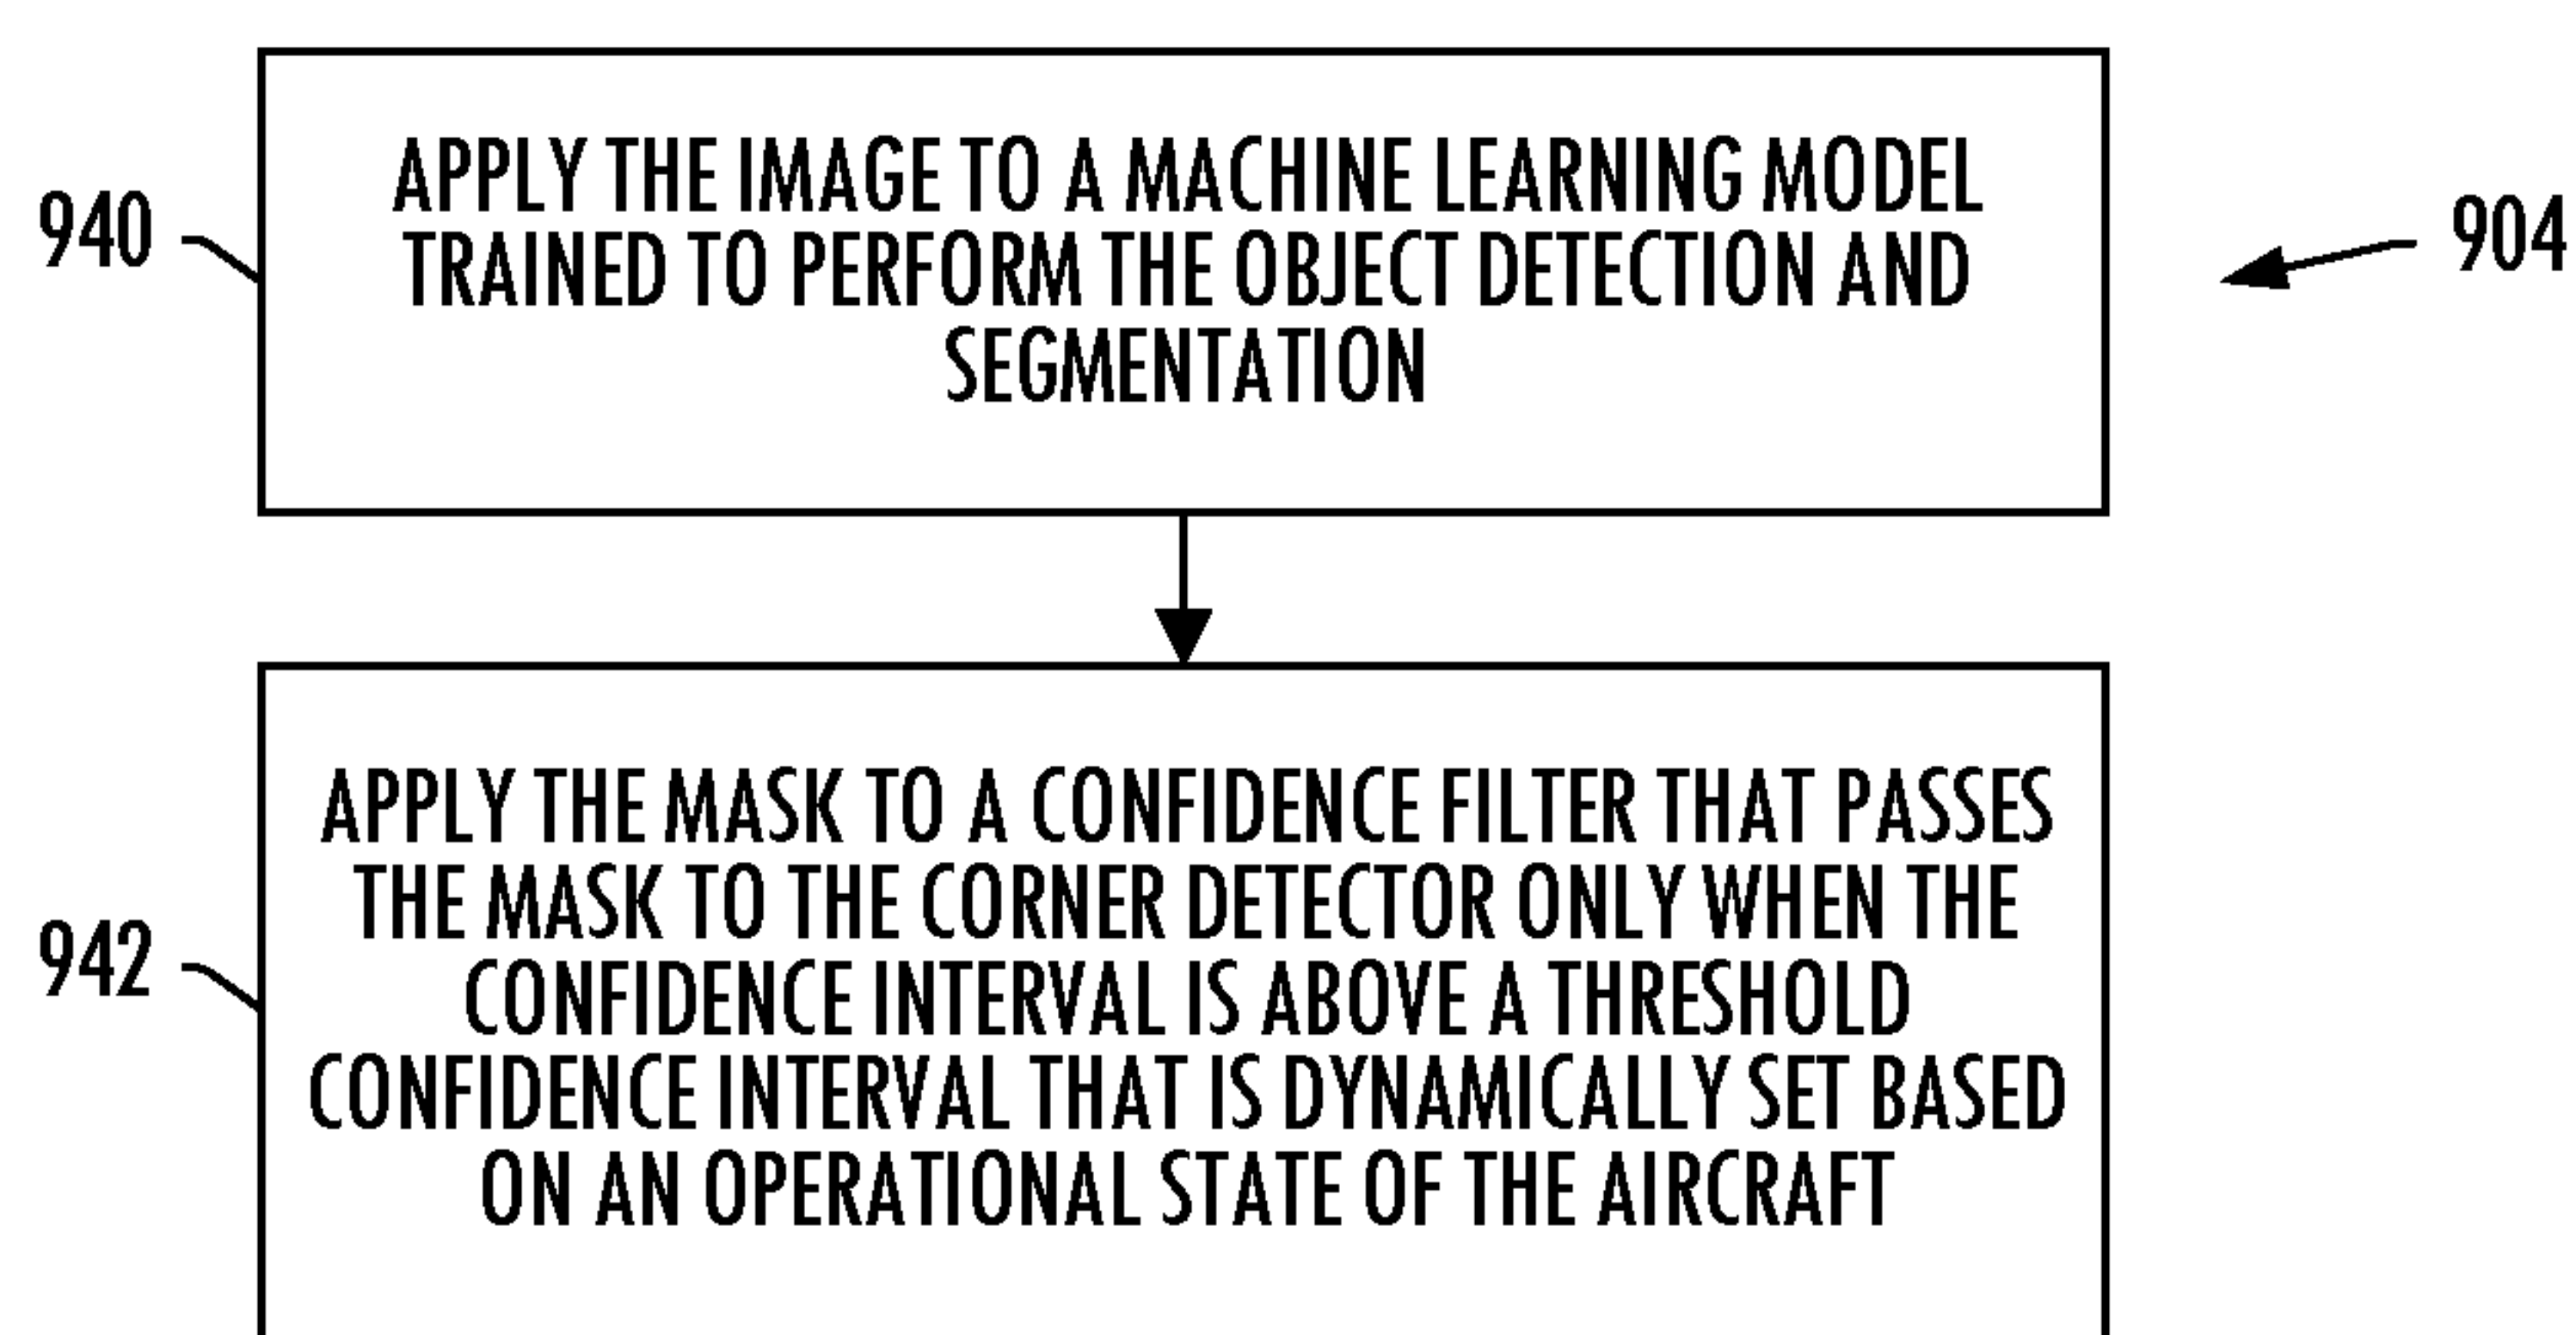 APPLY THE IMAGE TO A MACHINE LEARNING MODEL
TRAINED TO PERFORM THE OBJECT DETECTION AND
SEGMENTATION
940
904
APPLY THE MASK TO A CONFIDENCE FILTER THAT PASSES
THE MASK TO THE CORNER DETECTOR ONLY WHEN THE
CONFIDENCE INTERVAL IS ABOVE A THRESHOLD
CONFIDENCE INTERVAL THAT IS DYNAMICALLY SET BASED
ON AN OPERATIONAL STATE OF THE AIRCRAFT
942